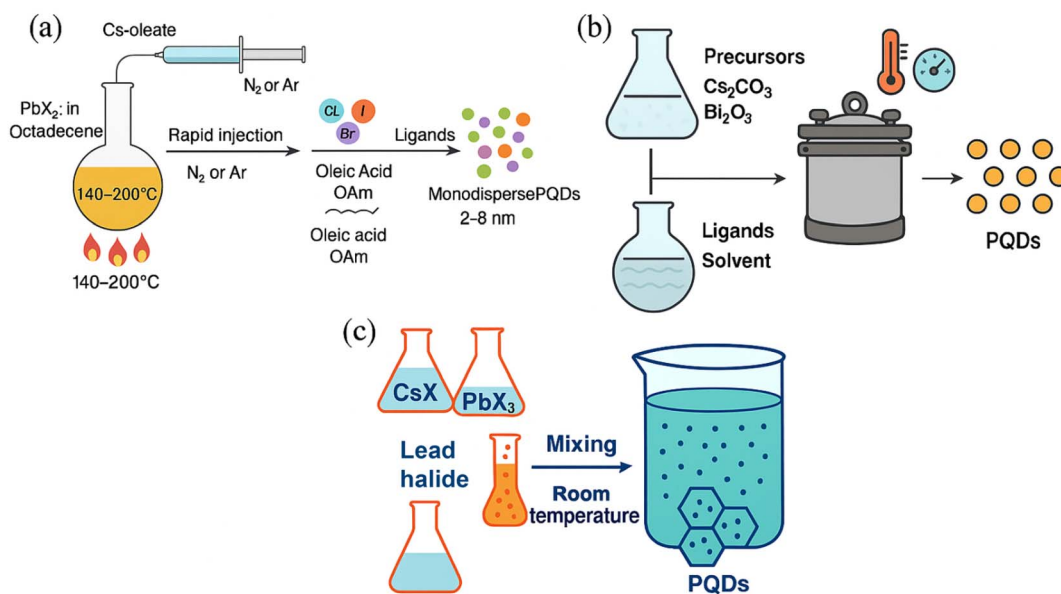 (a)
Cs-oleate
N₂ or Ar
PbX₂: in
Octadecene
140–200°C
140–200°C
Rapid injection
N₂ or Ar
CL
I
Br
Oleic Acid
OAm
Oleic acid
OAm
Ligands
MonodispersePQDs
2–8 nm
(b)
Precursors
Cs₂CO₃
Bi₂O₃
Ligands
Solvent
PQDs
(c)
CsX
PbX₃
Lead
halide
Mixing
Room
temperature
PQDs